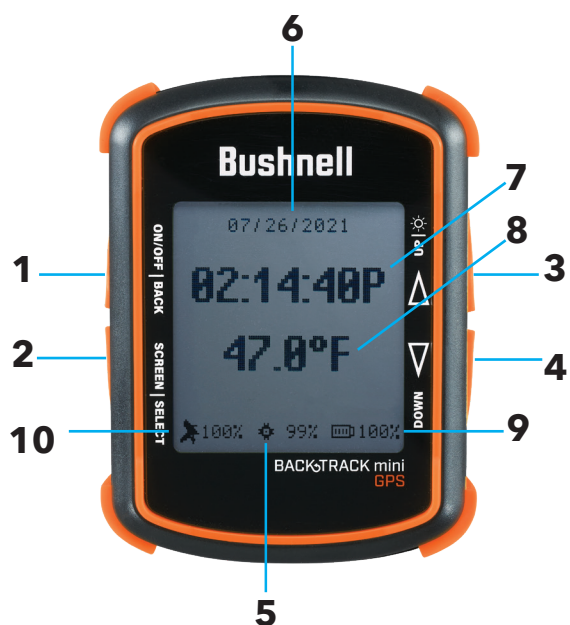 6
Bushnell
7
8
07/26/2021
UP
ON/OFF | BACK
02:14:40P
1
3
47.0°F
2
4
SCREEN | SELECT
DOWN
10
100% 99% 100%
9
BACKTRACK mini
GPS
5